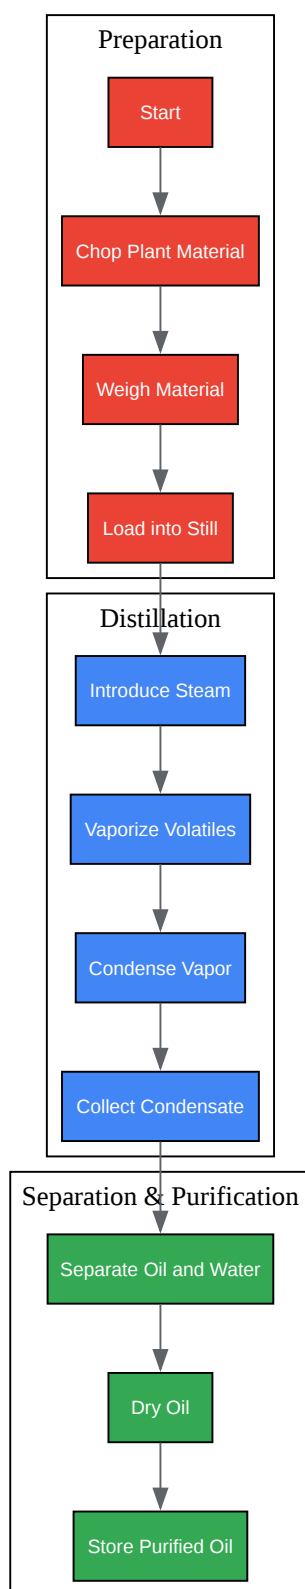 Preparation
Start
Chop Plant Material
Weigh Material
Load into Still
Distillation
Introduce Steam
Vaporize Volatiles
Condense Vapor
Collect Condensate
Separation & Purification
Separate Oil and Water
Dry Oil
Store Purified Oil